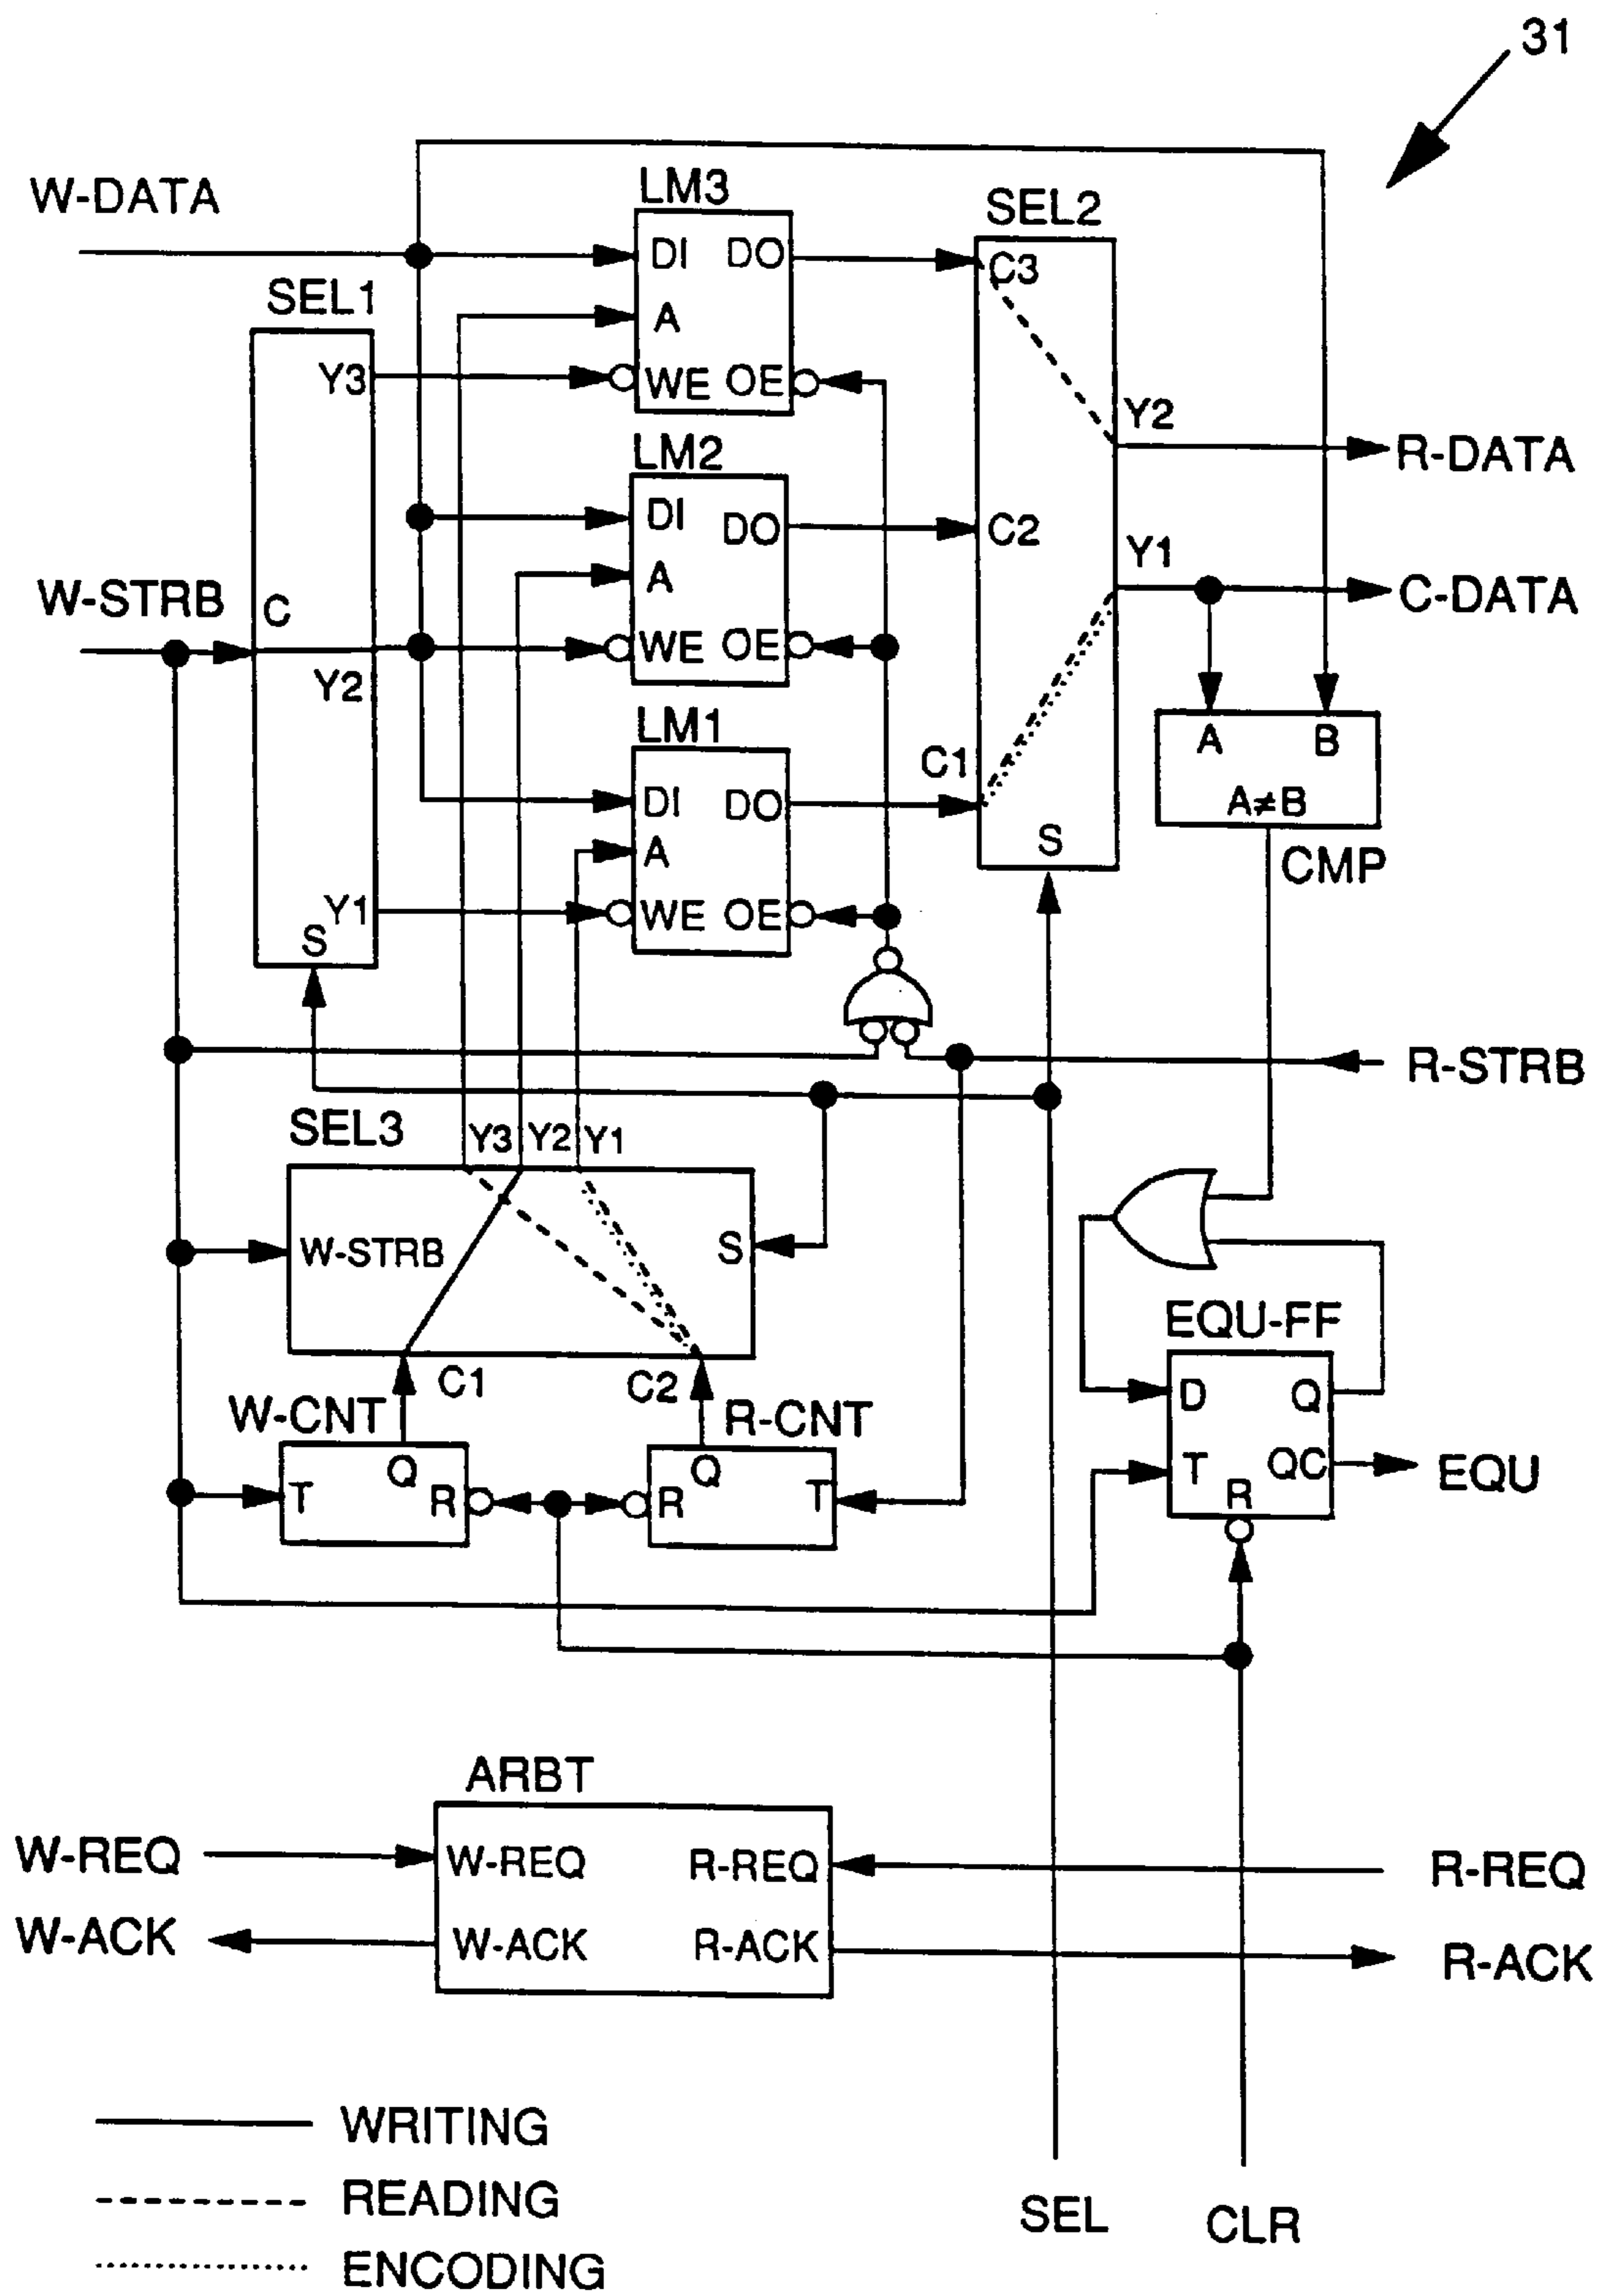 31
W-DATA
LM3
SEL2
DI DO
C3
SEL1
A
Y3
WE OE
Y2
R-DATA
LM2
DI DO
C2
Y1
W-STRB
C
A
C-DATA
Y2
WE OE
LM1
A B
C1
DI DO
A≠B
S
A
CMP
Y1
WE OE
S
R-STRB
SEL3
Y3 Y2 Y1
W-STRB
S
EQU-FF
C1 C2
W-CNT
R-CNT
D Q
Q
Q
T R
R T
T QC
EQU
R
ARBT
W-REQ
W-REQ R-REQ
R-REQ
W-ACK
W-ACK R-ACK
R-ACK
WRITING
READING
SEL
CLR
ENCODING